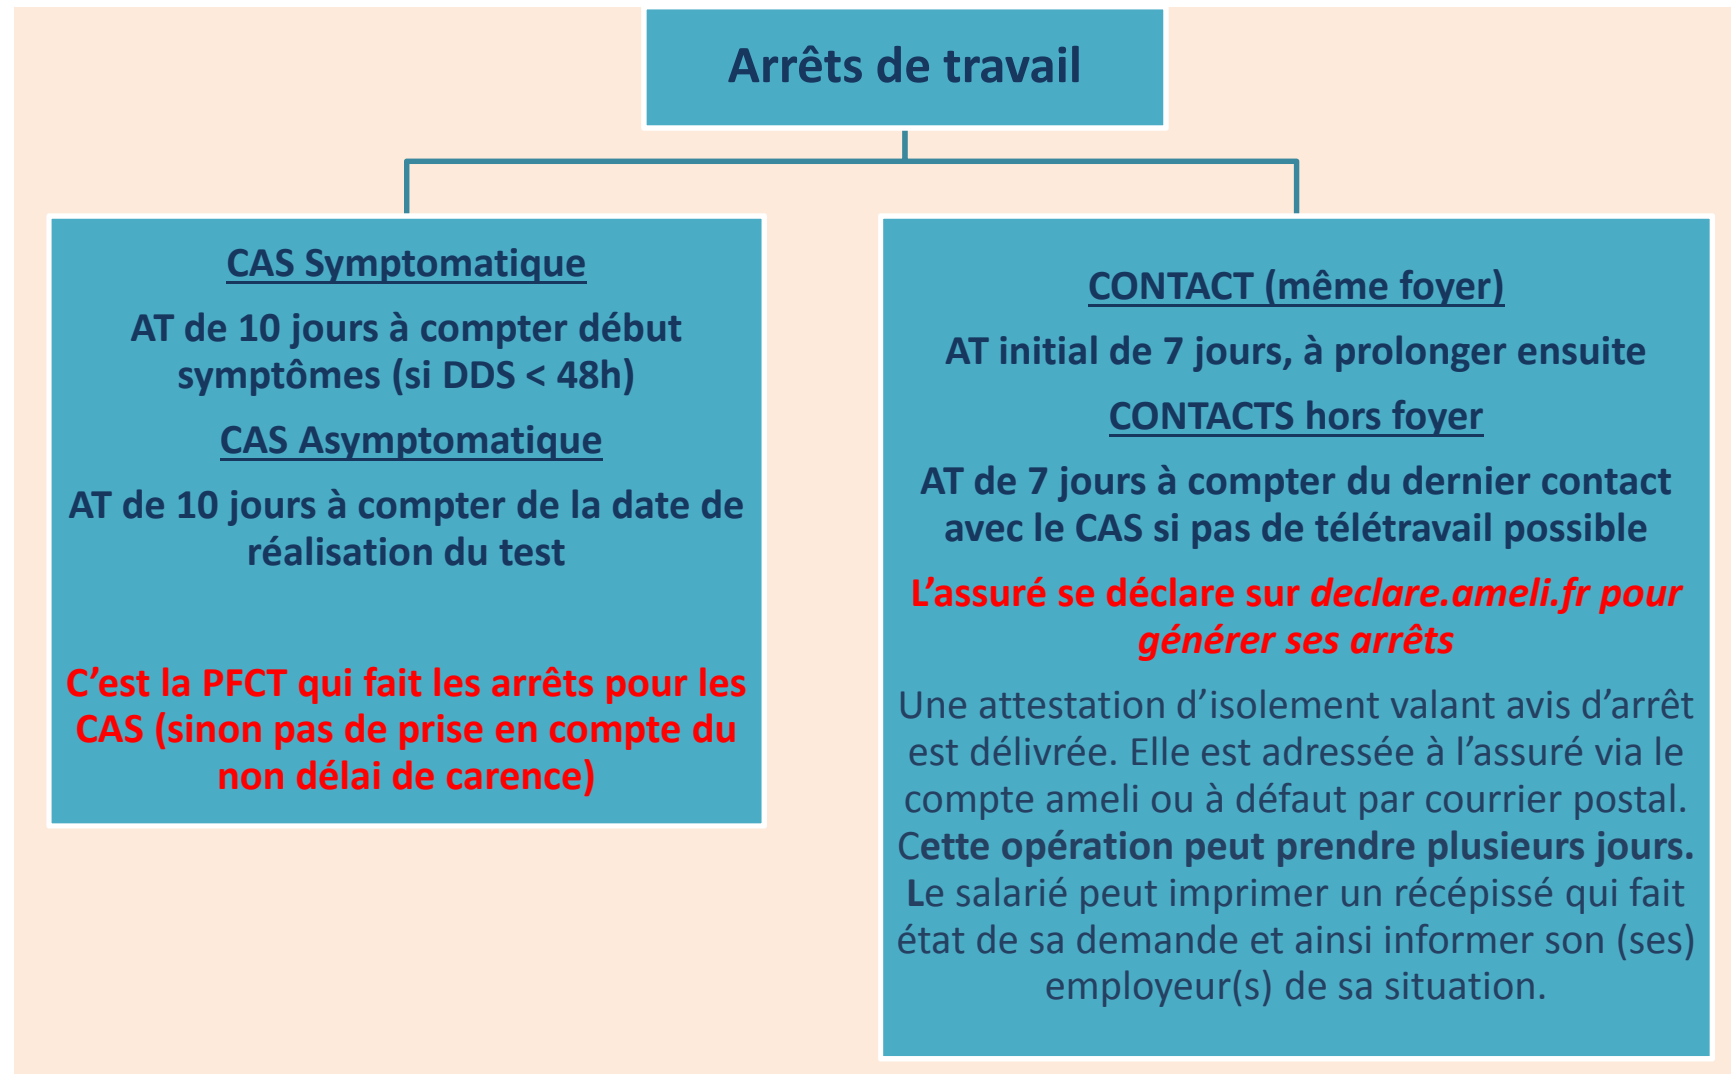 Arrêts de travail
CAS Symptomatique
AT de 10 jours à compter début
symptômes (si DDS < 48h)
CAS Asymptomatique
AT de 10 jours à compter de la date de
réalisation du test
C’est la PFCT qui fait les arrêts pour les
CAS (sinon pas de prise en compte du
non délai de carence)
CONTACT (même foyer)
AT initial de 7 jours, à prolonger ensuite
CONTACTS hors foyer
AT de 7 jours à compter du dernier contact
avec le CAS si pas de télétravail possible
L’assuré se déclare sur declare.ameli.fr pour
générer ses arrêts
Une attestation d’isolement valant avis d’arrêt
est délivrée. Elle est adressée à l’assuré via le
compte ameli ou à défaut par courrier postal.
Cette opération peut prendre plusieurs jours.
Le salarié peut imprimer un récépissé qui fait
état de sa demande et ainsi informer son (ses)
employeur(s) de sa situation.